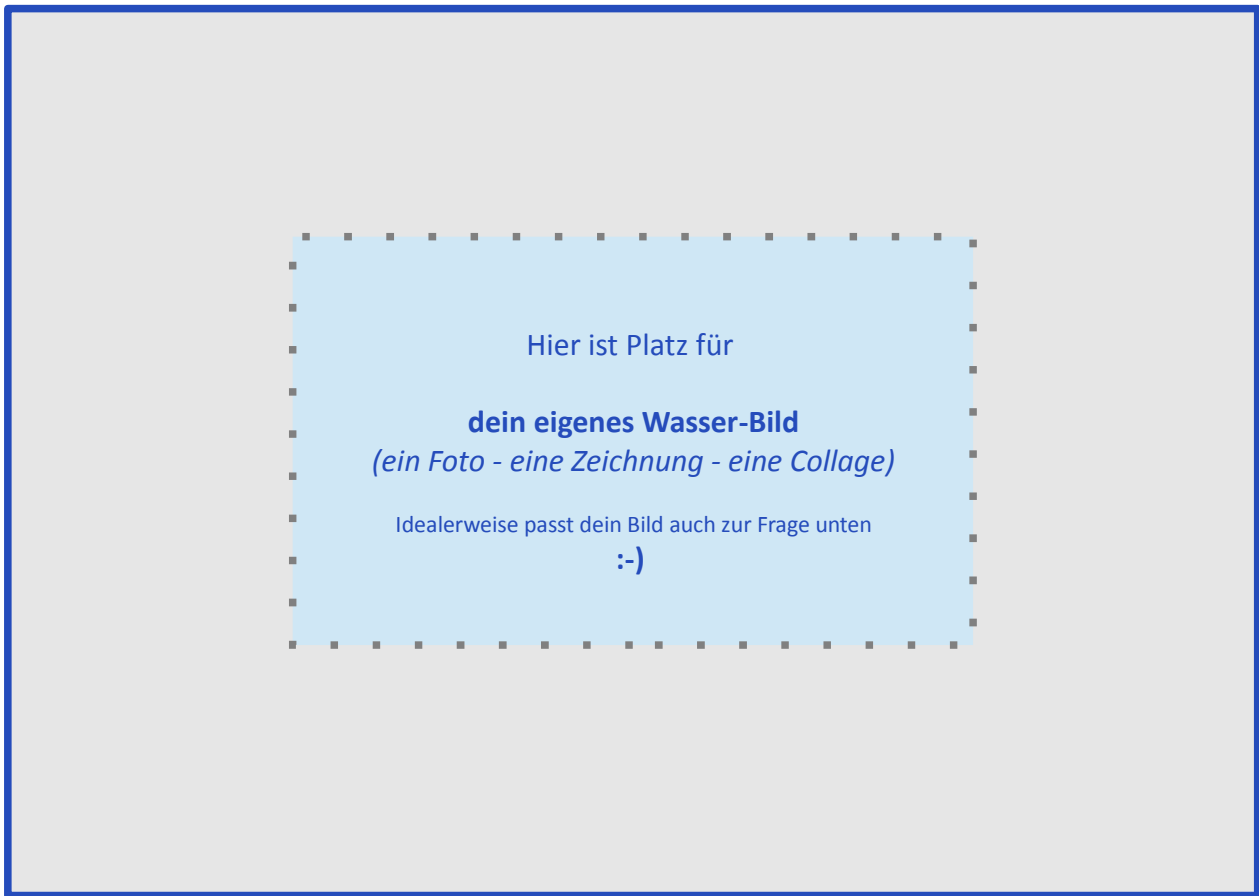 Hier ist Platz für
dein eigenes Wasser-Bild
(ein Foto - eine Zeichnung - eine Collage)
Idealerweise passt dein Bild auch zur Frage unten
:-)